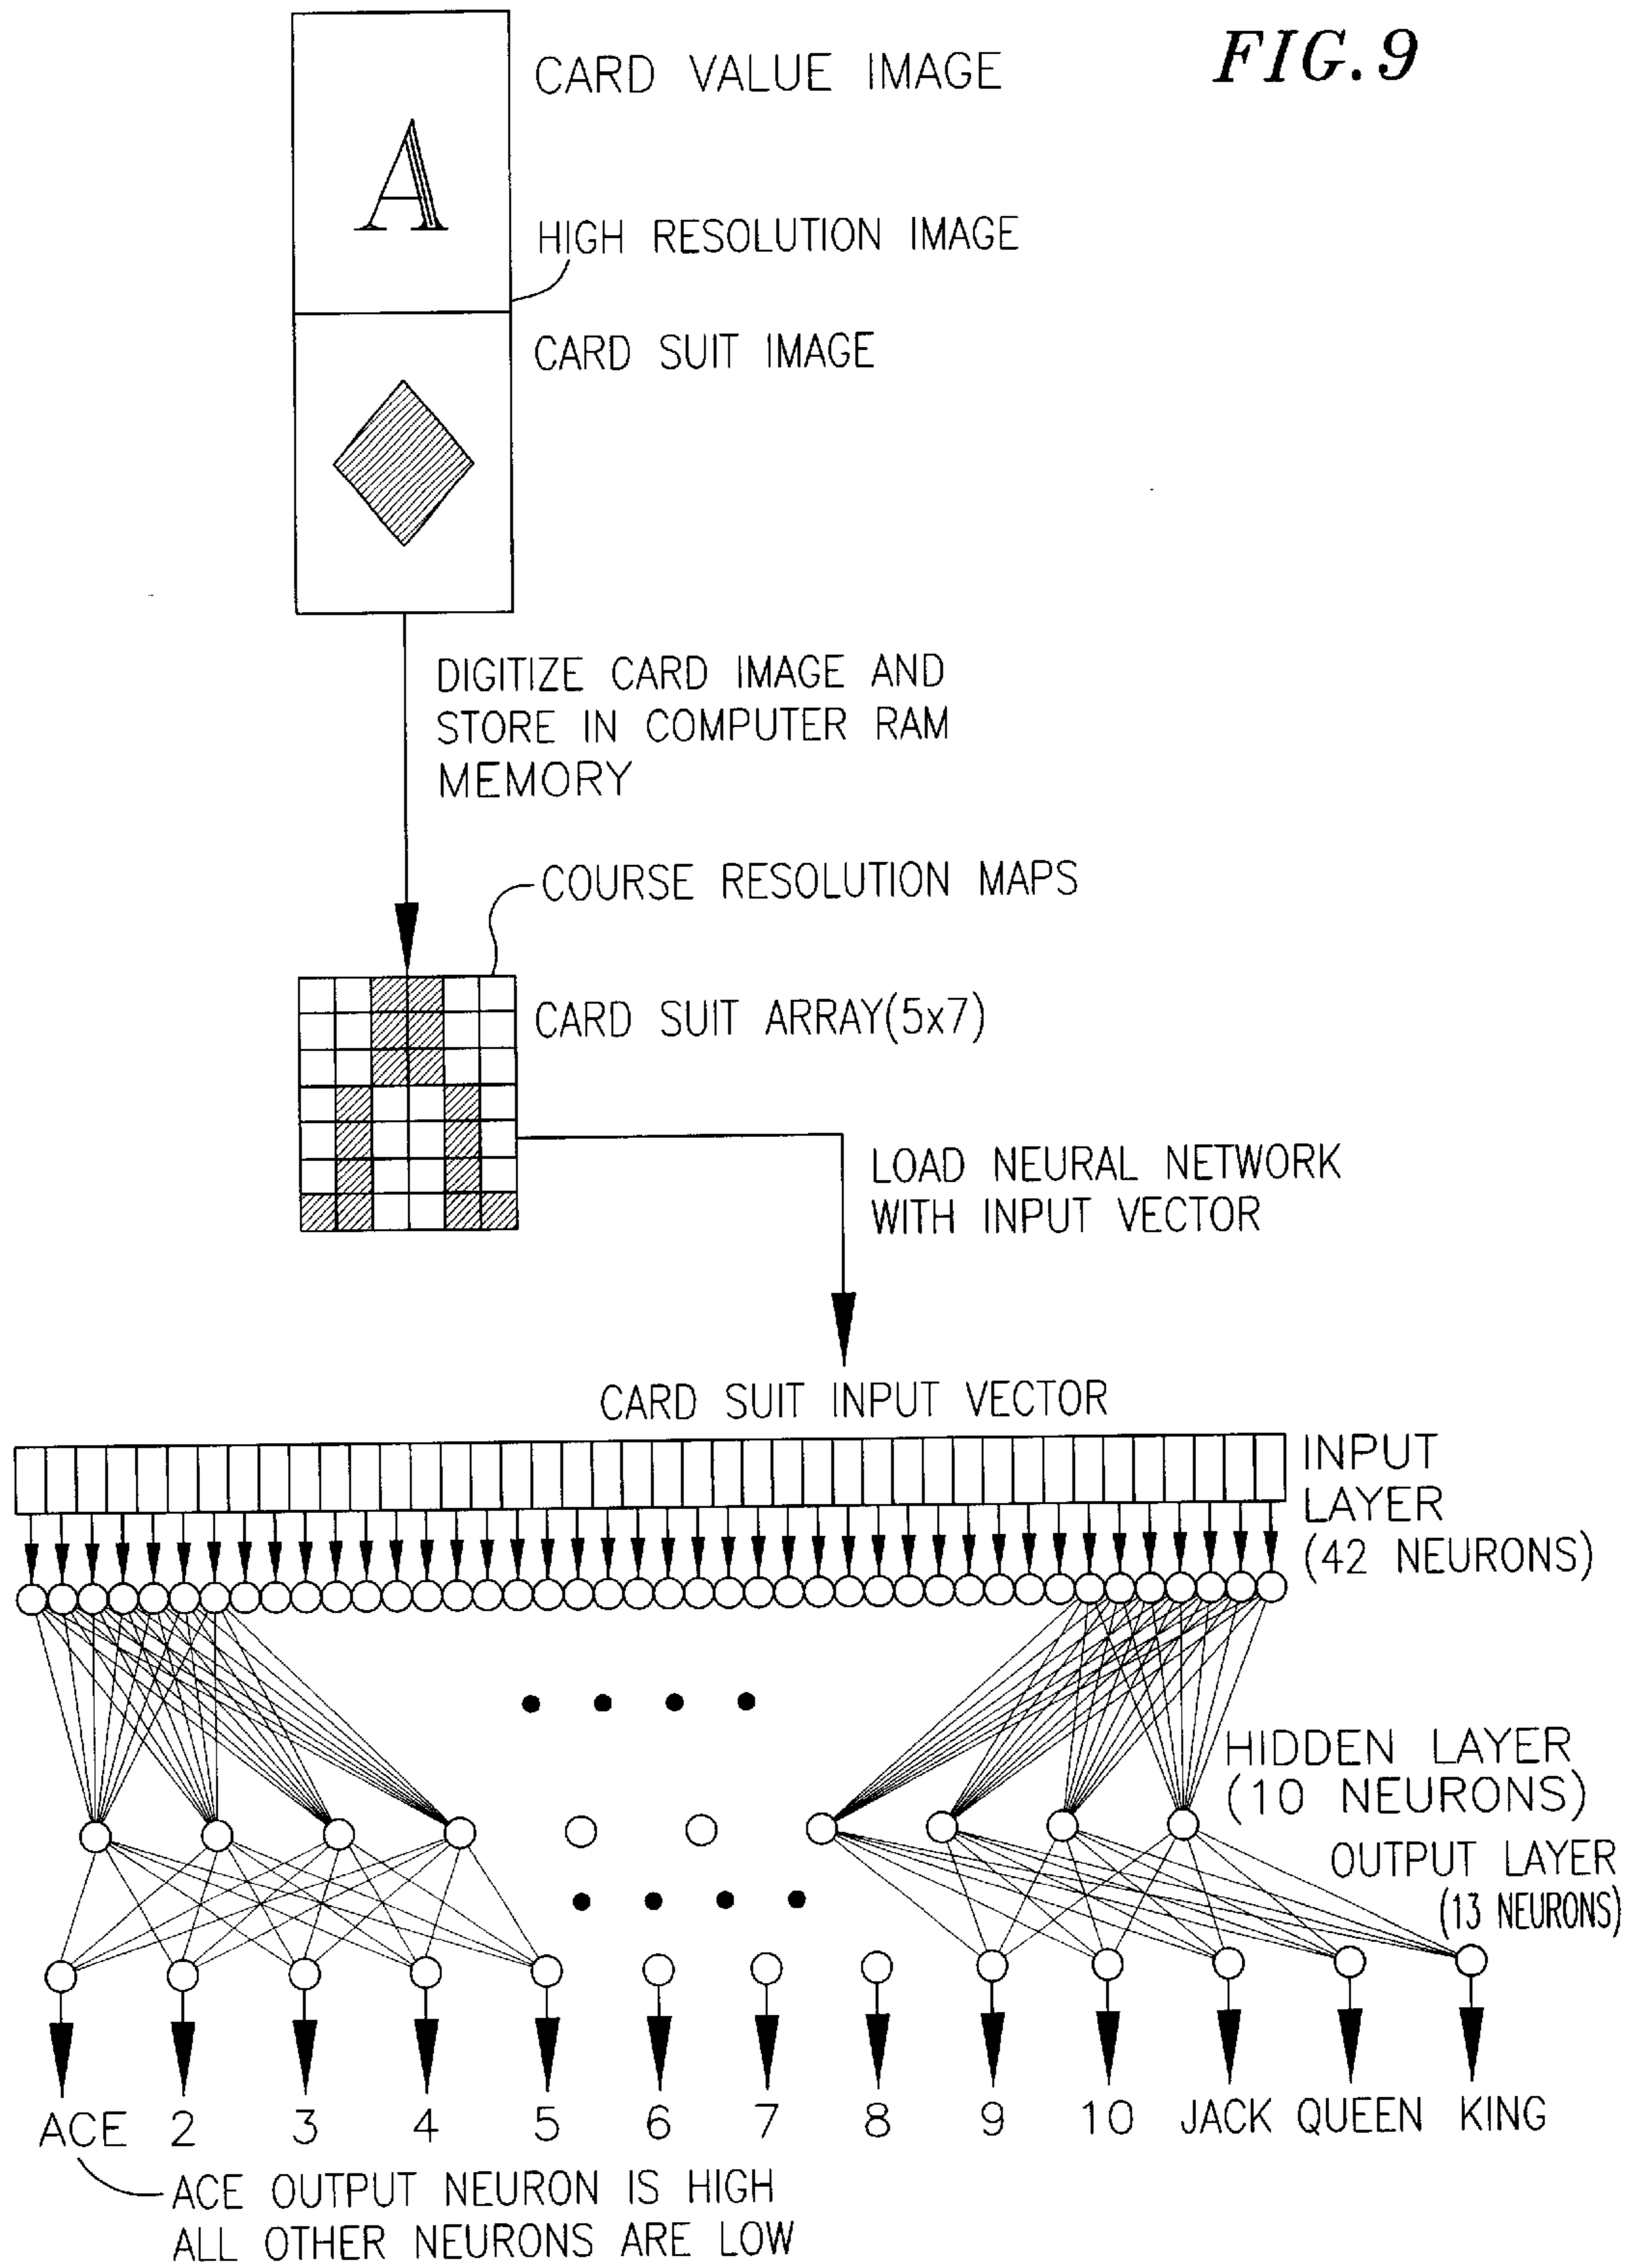 FIG.9
CARD VALUE IMAGE
A
HIGH RESOLUTION IMAGE
CARD SUIT IMAGE
DIGITIZE CARD IMAGE AND
STORE IN COMPUTER RAM
MEMORY
COURSE RESOLUTION MAPS
CARD SUIT ARRAY(5x7)
LOAD NEURAL NETWORK
WITH INPUT VECTOR
CARD SUIT INPUT VECTOR
INPUT
LAYER
(42 NEURONS)
HIDDEN LAYER
(10 NEURONS)
OUTPUT LAYER
(13 NEURONS)
ACE 2 3 4 5 6 7 8 9 10 JACK QUEEN KING
ACE OUTPUT NEURON IS HIGH
ALL OTHER NEURONS ARE LOW